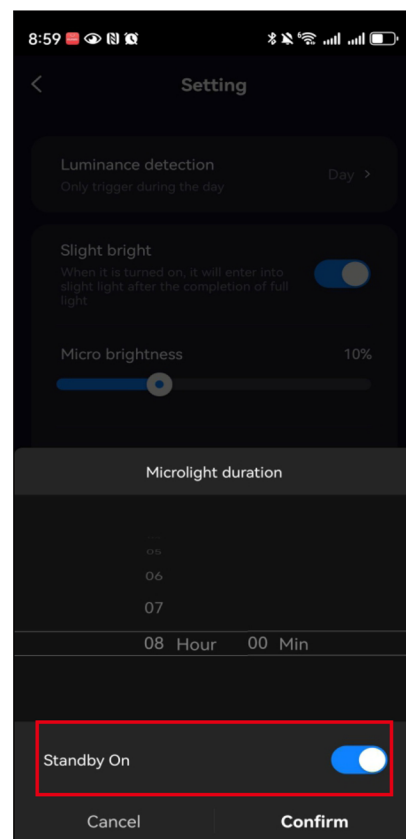 8:59
Setting
Luminance detection
Day >
Only trigger during the day
Slight bright
When it is turned on, it will enter into
slight light after the completion of full
light
Micro brightness
10%
Microlight duration
05
06
07
08 Hour 00 Min
Standby On
Cancel
Confirm